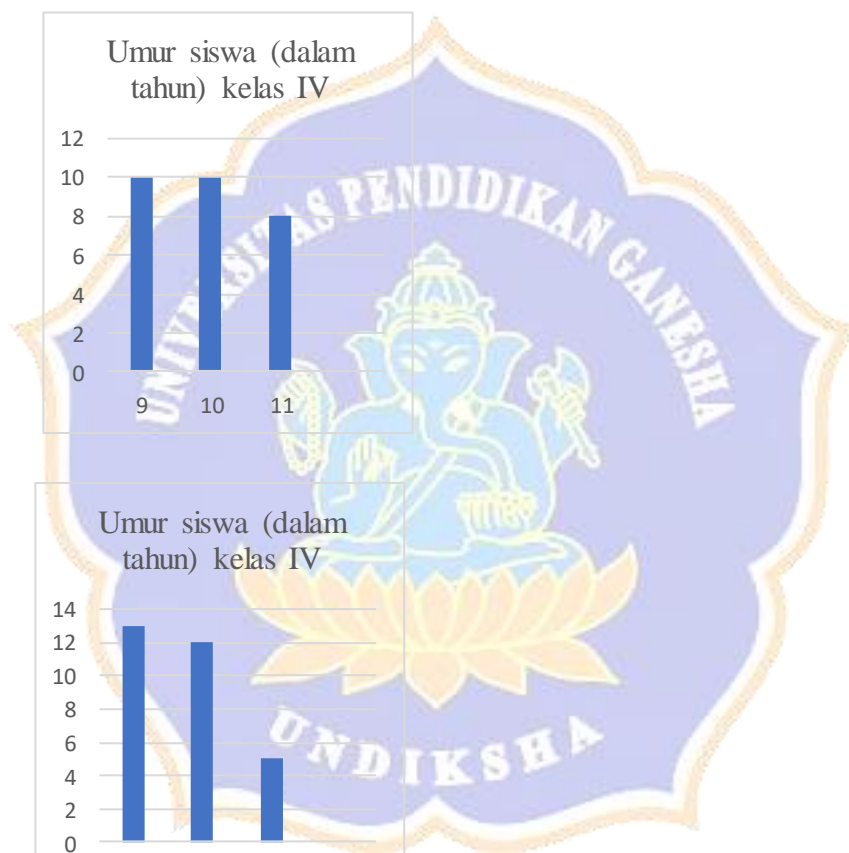 Umur siswa (dalam
tahun) kelas IV
12
10
8
6
4
2
0
9 10 11
UNIVERSITAS PENDIDIKAN GANESHA
Umur siswa (dalam
tahun) kelas IV
14
12
10
8
6
4
2
0
UNDIKSHA